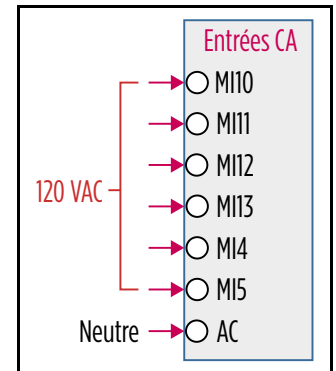 Entrées CA
MI10
MI11
MI12
120 VAC
MI13
MI4
MI5
Neutre AC